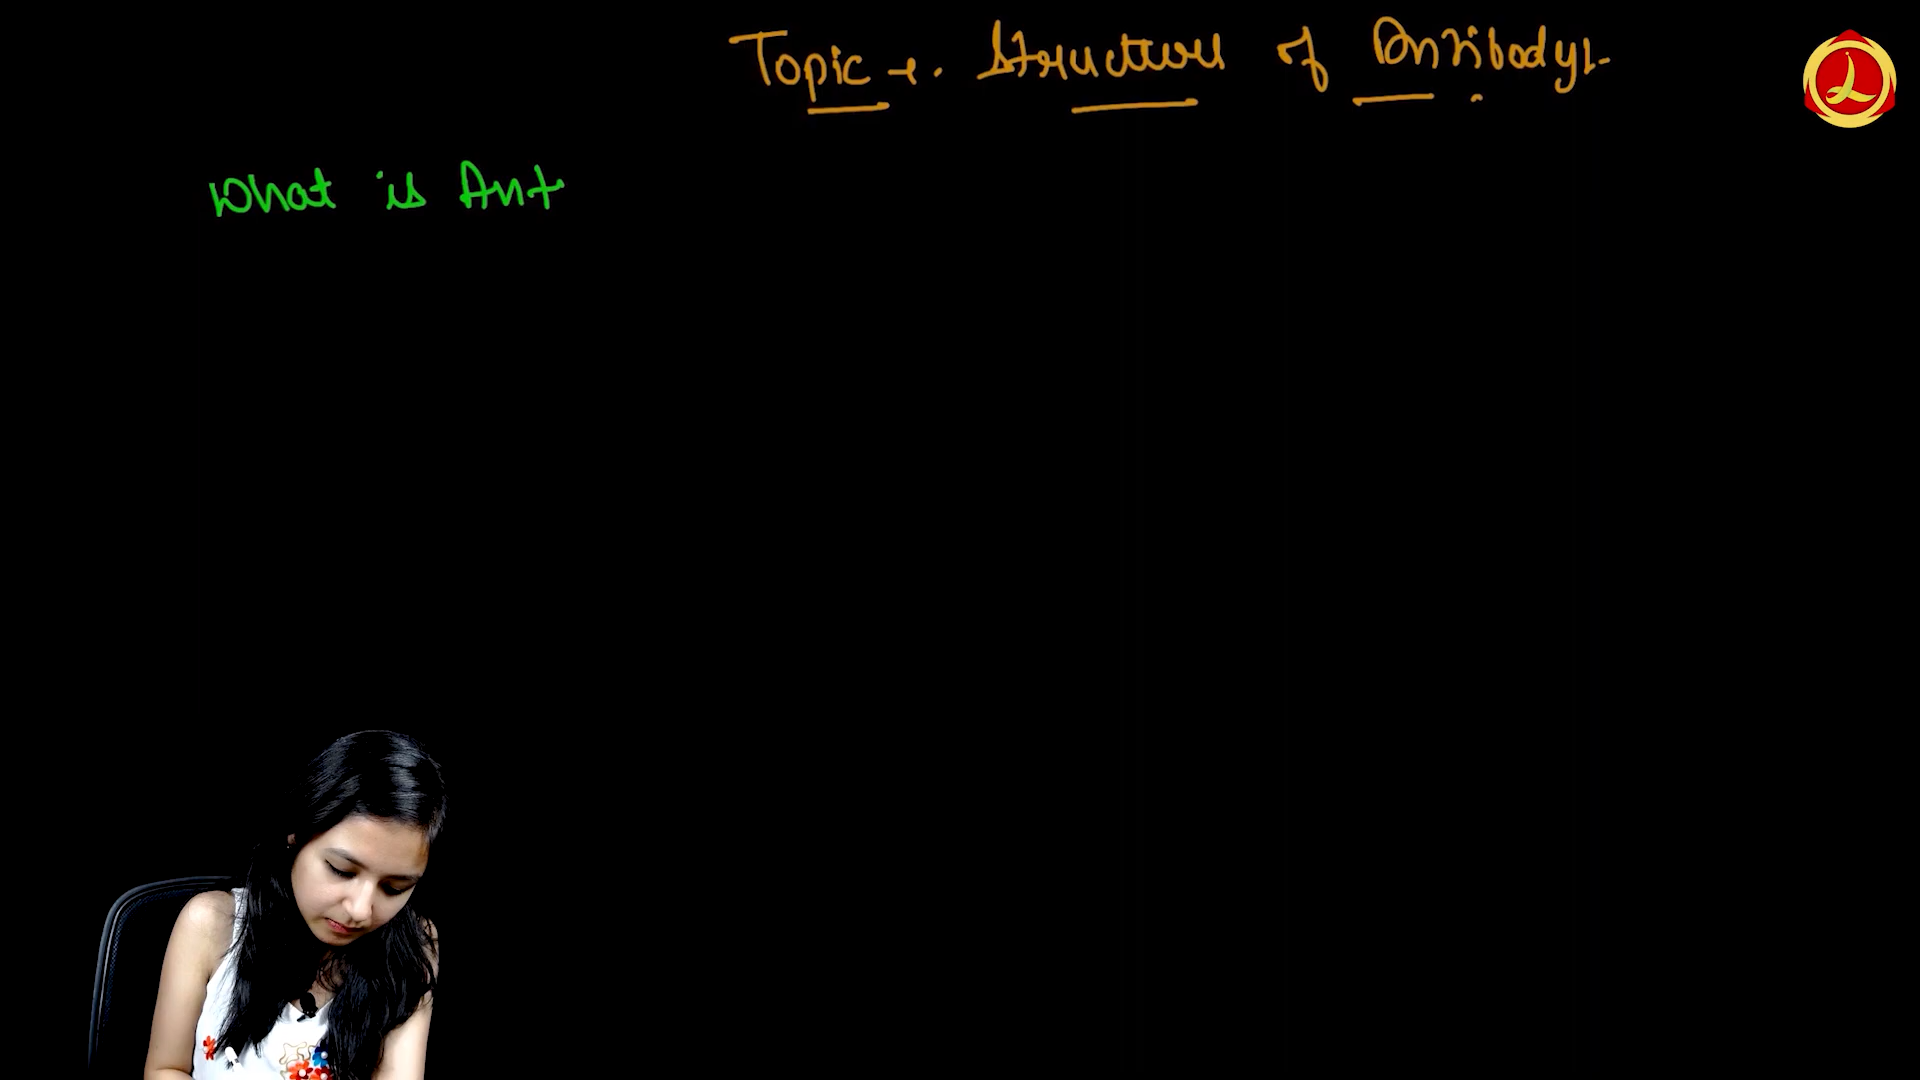 Topic :- Structure of Antibody :-
What is Ant